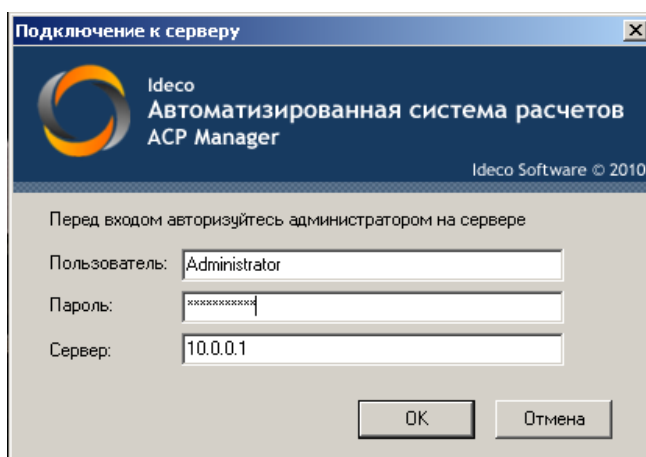 Подключение к серверу
Ideco
Автоматизированная система расчетов
АСР Manager
Ideco Software © 2010
Перед входом авторизуйтесь администратором на сервере
Пользователь: Administrator
Пароль: ***********
Сервер: 10.0.0.1
OK Отмена